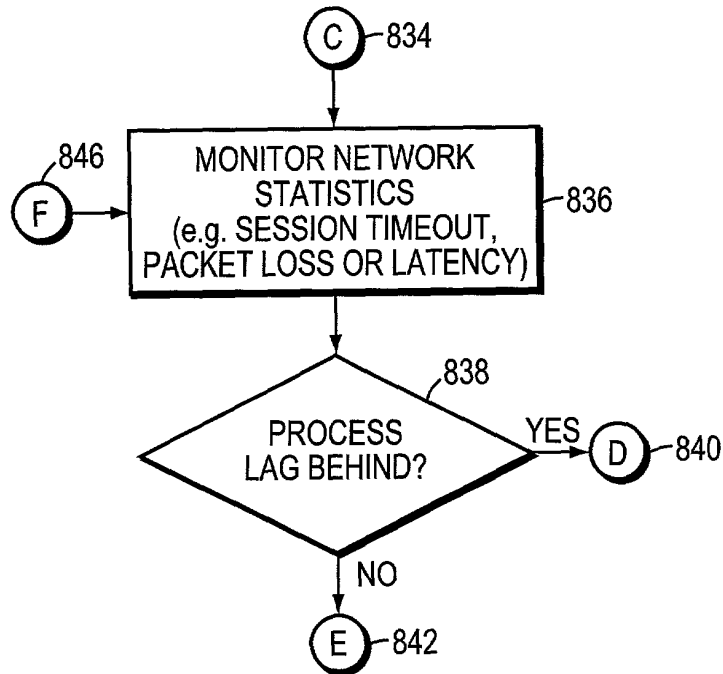 C 834
846
F
MONITOR NETWORK
STATISTICS
(e.g. SESSION TIMEOUT,
PACKET LOSS OR LATENCY)
836
838
PROCESS
LAG BEHIND?
YES
D 840
NO
E 842